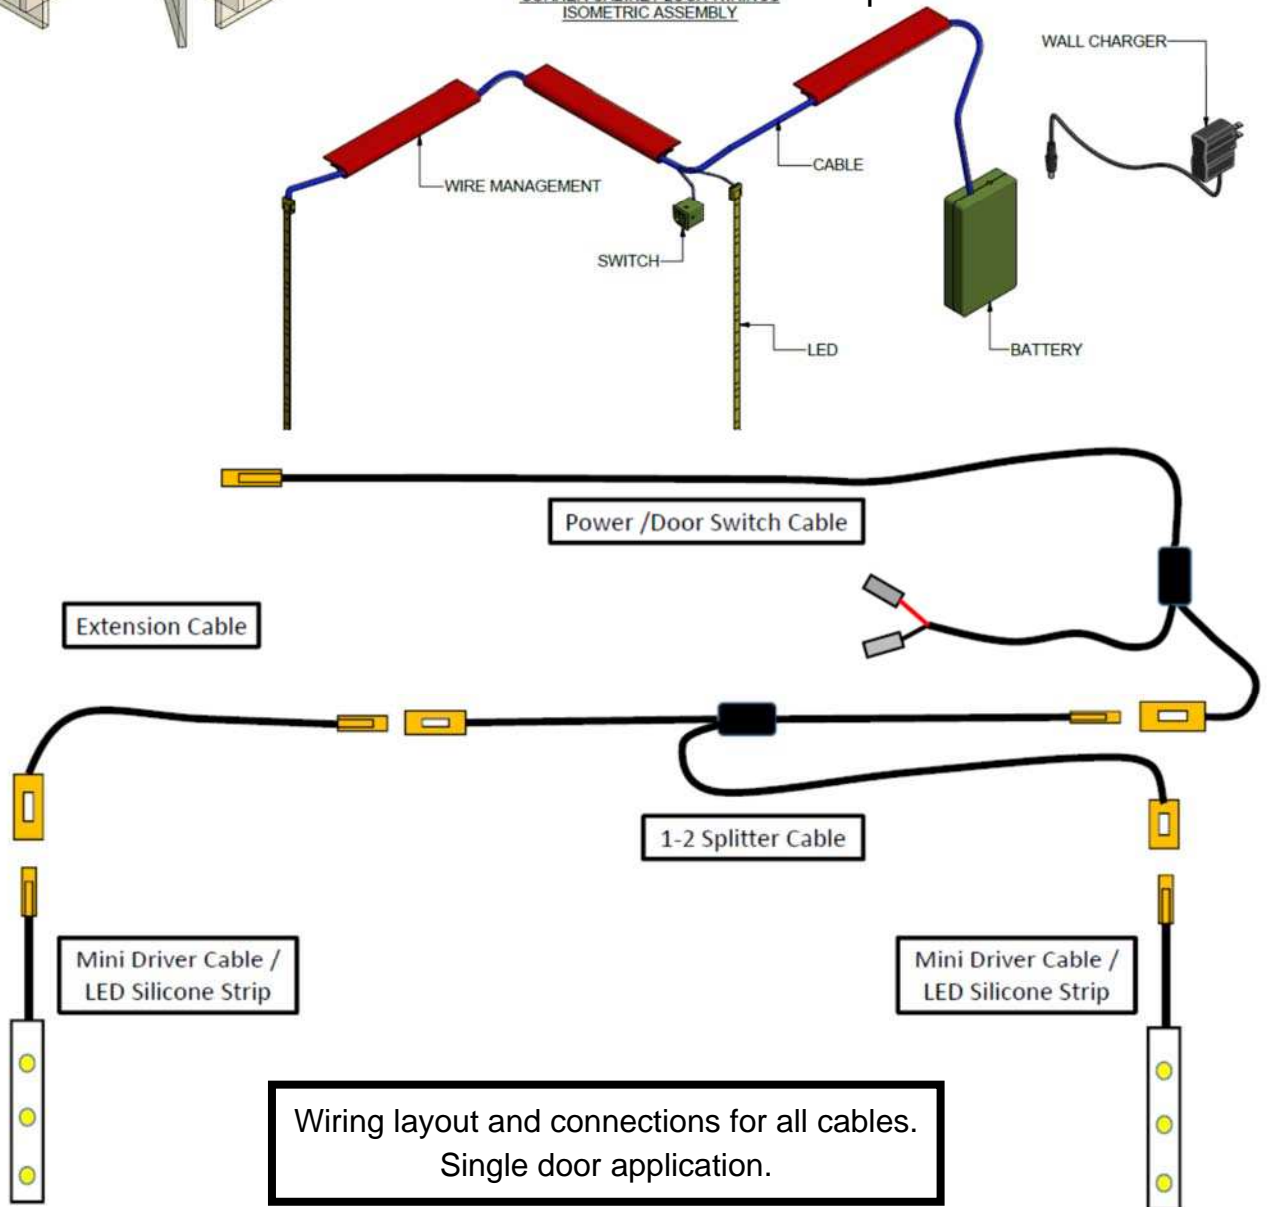 ISOMETRIC ASSEMBLY
WALL CHARGER
CABLE
WIRE MANAGEMENT
SWITCH
LED
BATTERY
Power /Door Switch Cable
Extension Cable
1-2 Splitter Cable
Mini Driver Cable /
LED Silicone Strip
Mini Driver Cable /
LED Silicone Strip
Wiring layout and connections for all cables.
Single door application.